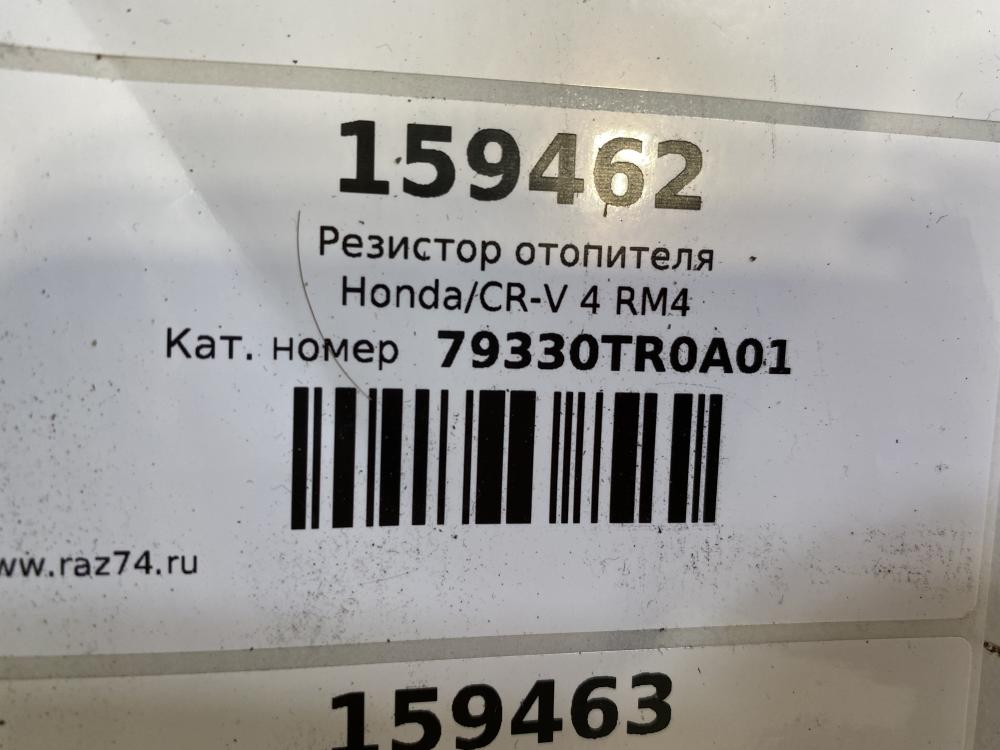 159462
Резистор отопителя
Honda/CR-V 4 RM4
Кат. номер 79330TR0A01
www.raz74.ru
159463